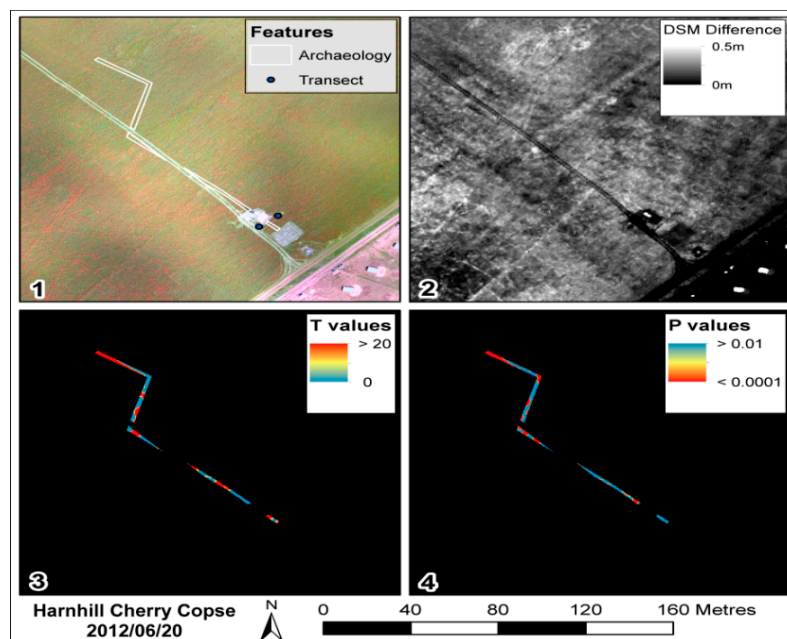 Features
Archaeology
Transect
1
DSM Difference
0.5m
0m
2
T values
> 20
0
3
P values
> 0.01
< 0.0001
4
Harnhill Cherry Copse
2012/06/20
N
0 40 80 120 160 Metres